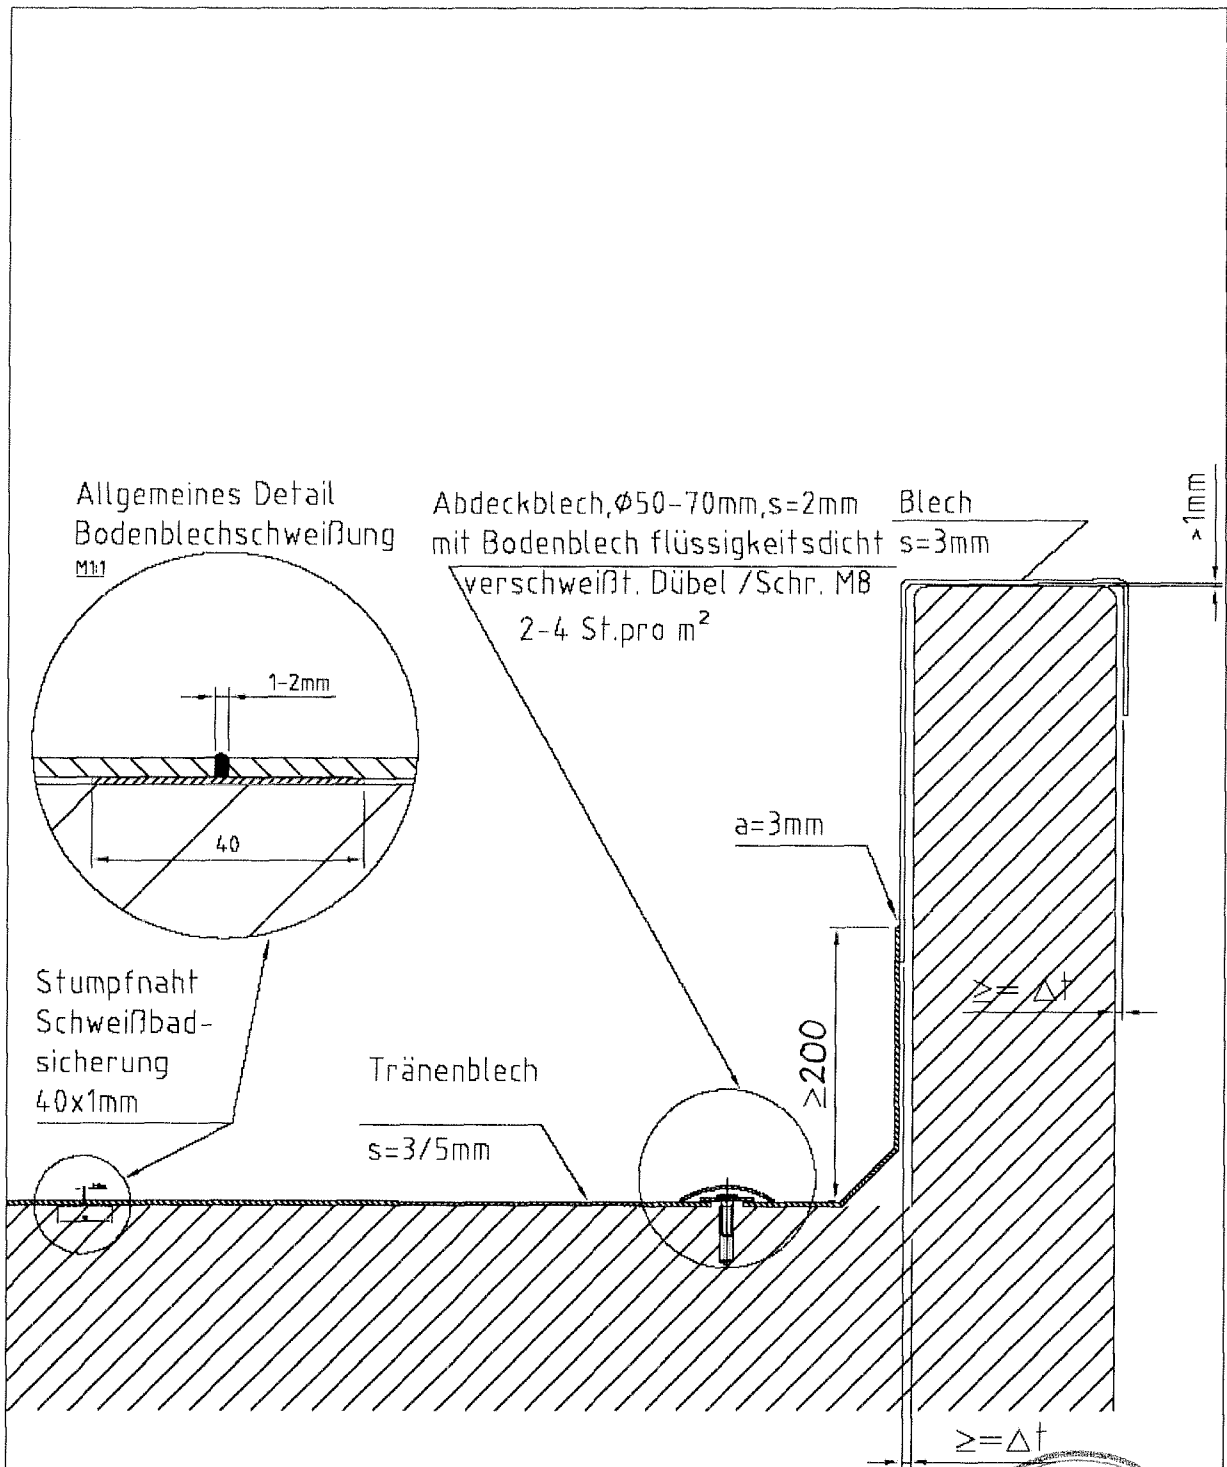 Allgemeines Detail
Bodenblechschweißung
M1:1
1-2mm
40
Stumpfnaht
Schweißbad-
sicherung
40x1mm
Abdeckblech,Φ50-70mm,s=2mm
mit Bodenblech flüssigkeitsdicht
verschweißt. Dübel /Schr. M8
2-4 St.pro m²
Blech
s=3mm
^1mm
a=3mm
≥200
≥= Δt
Tränenblech
s=3/5mm
≥=Δt